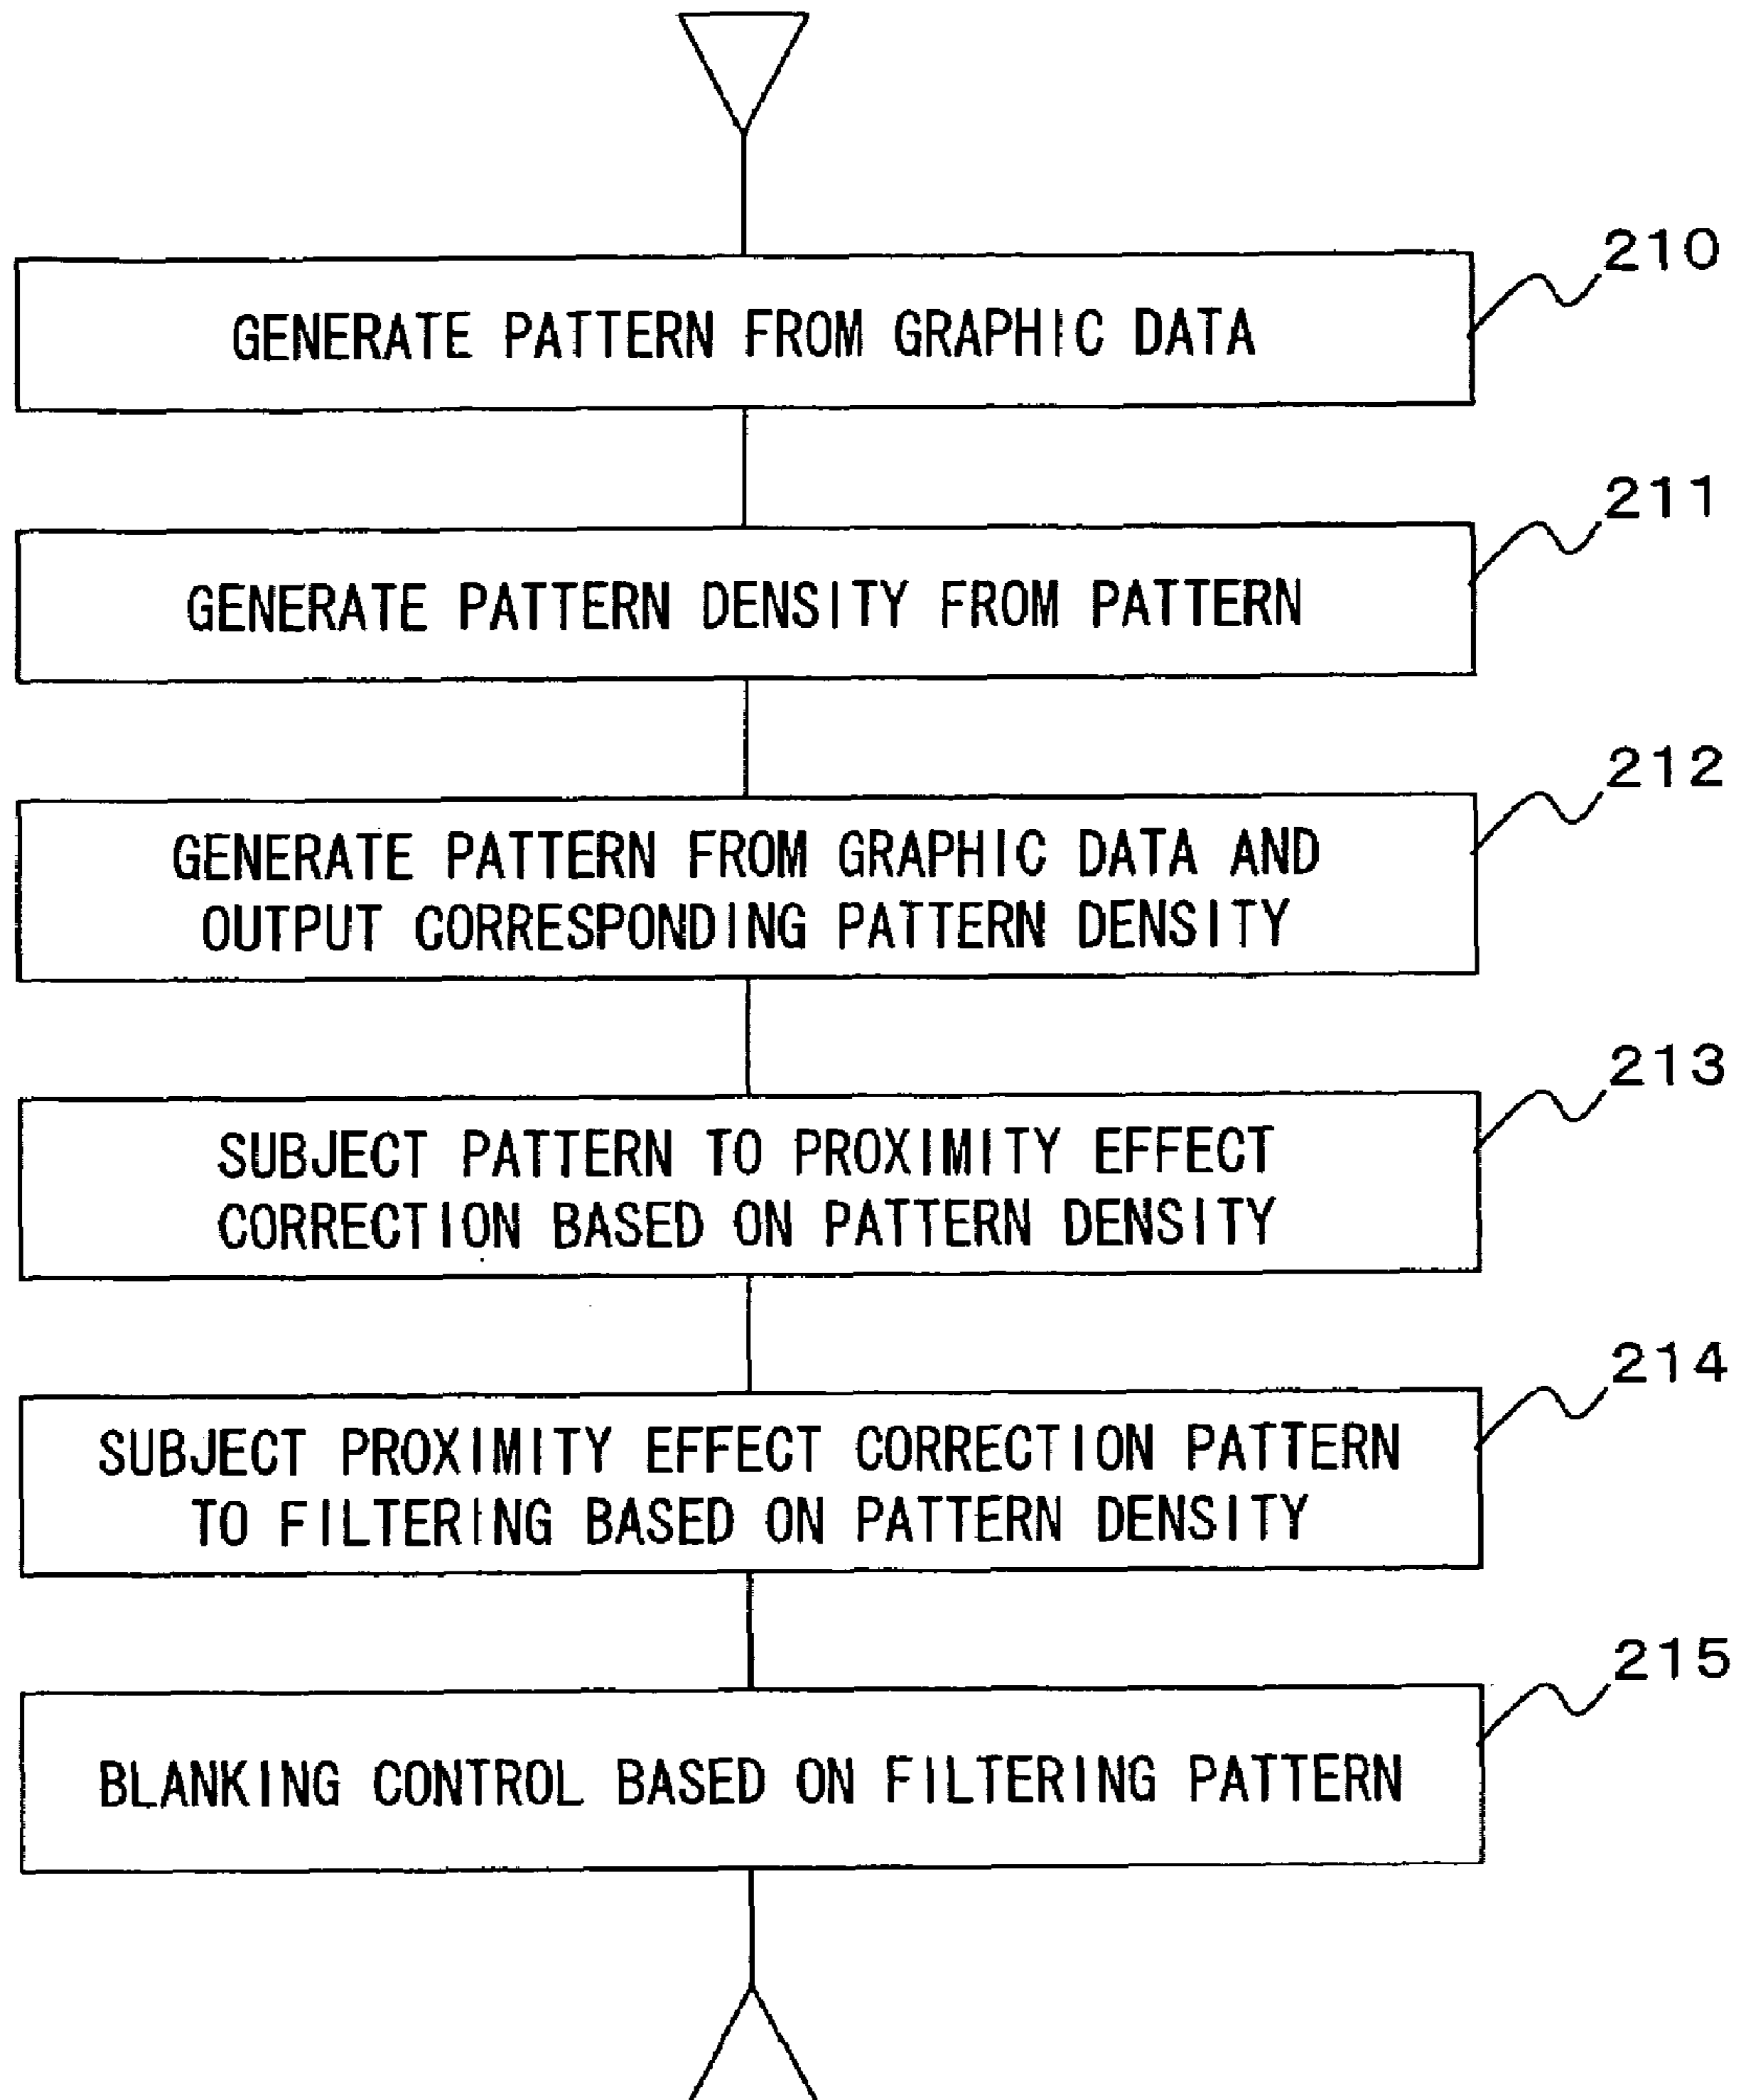 210
GENERATE PATTERN FROM GRAPHIC DATA
211
GENERATE PATTERN DENSITY FROM PATTERN
212
GENERATE PATTERN FROM GRAPHIC DATA AND
OUTPUT CORRESPONDING PATTERN DENSITY
213
SUBJECT PATTERN TO PROXIMITY EFFECT
CORRECTION BASED ON PATTERN DENSITY
214
SUBJECT PROXIMITY EFFECT CORRECTION PATTERN
TO FILTERING BASED ON PATTERN DENSITY
215
BLANKING CONTROL BASED ON FILTERING PATTERN